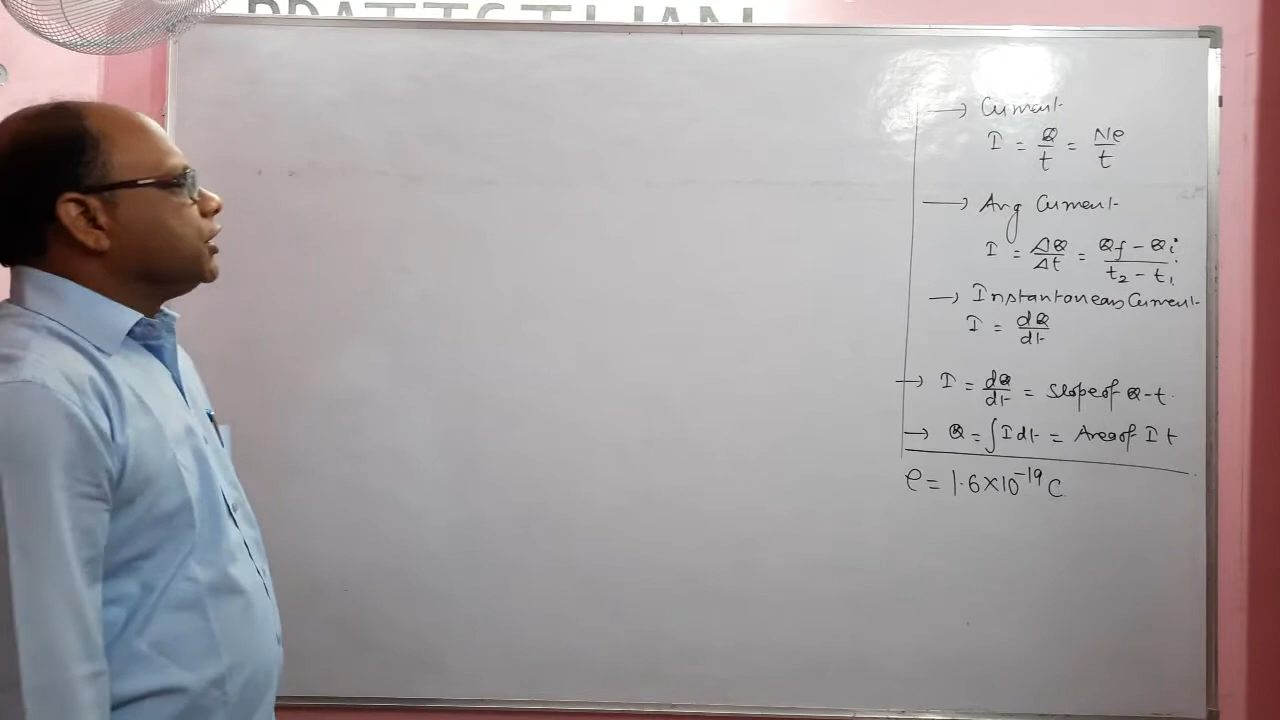 PRATISTHAN
→ Current
I = Q/t = Ne/t
→ Avg Current
I = ΔQ/Δt = Qf - Qi / t₂ - t₁
→ Instantaneous Current
I = dQ/dt
→ I = dQ/dt = slope of Q-t
→ Q = ∫I dt = Area of I t
e = 1.6×10⁻¹⁹ C